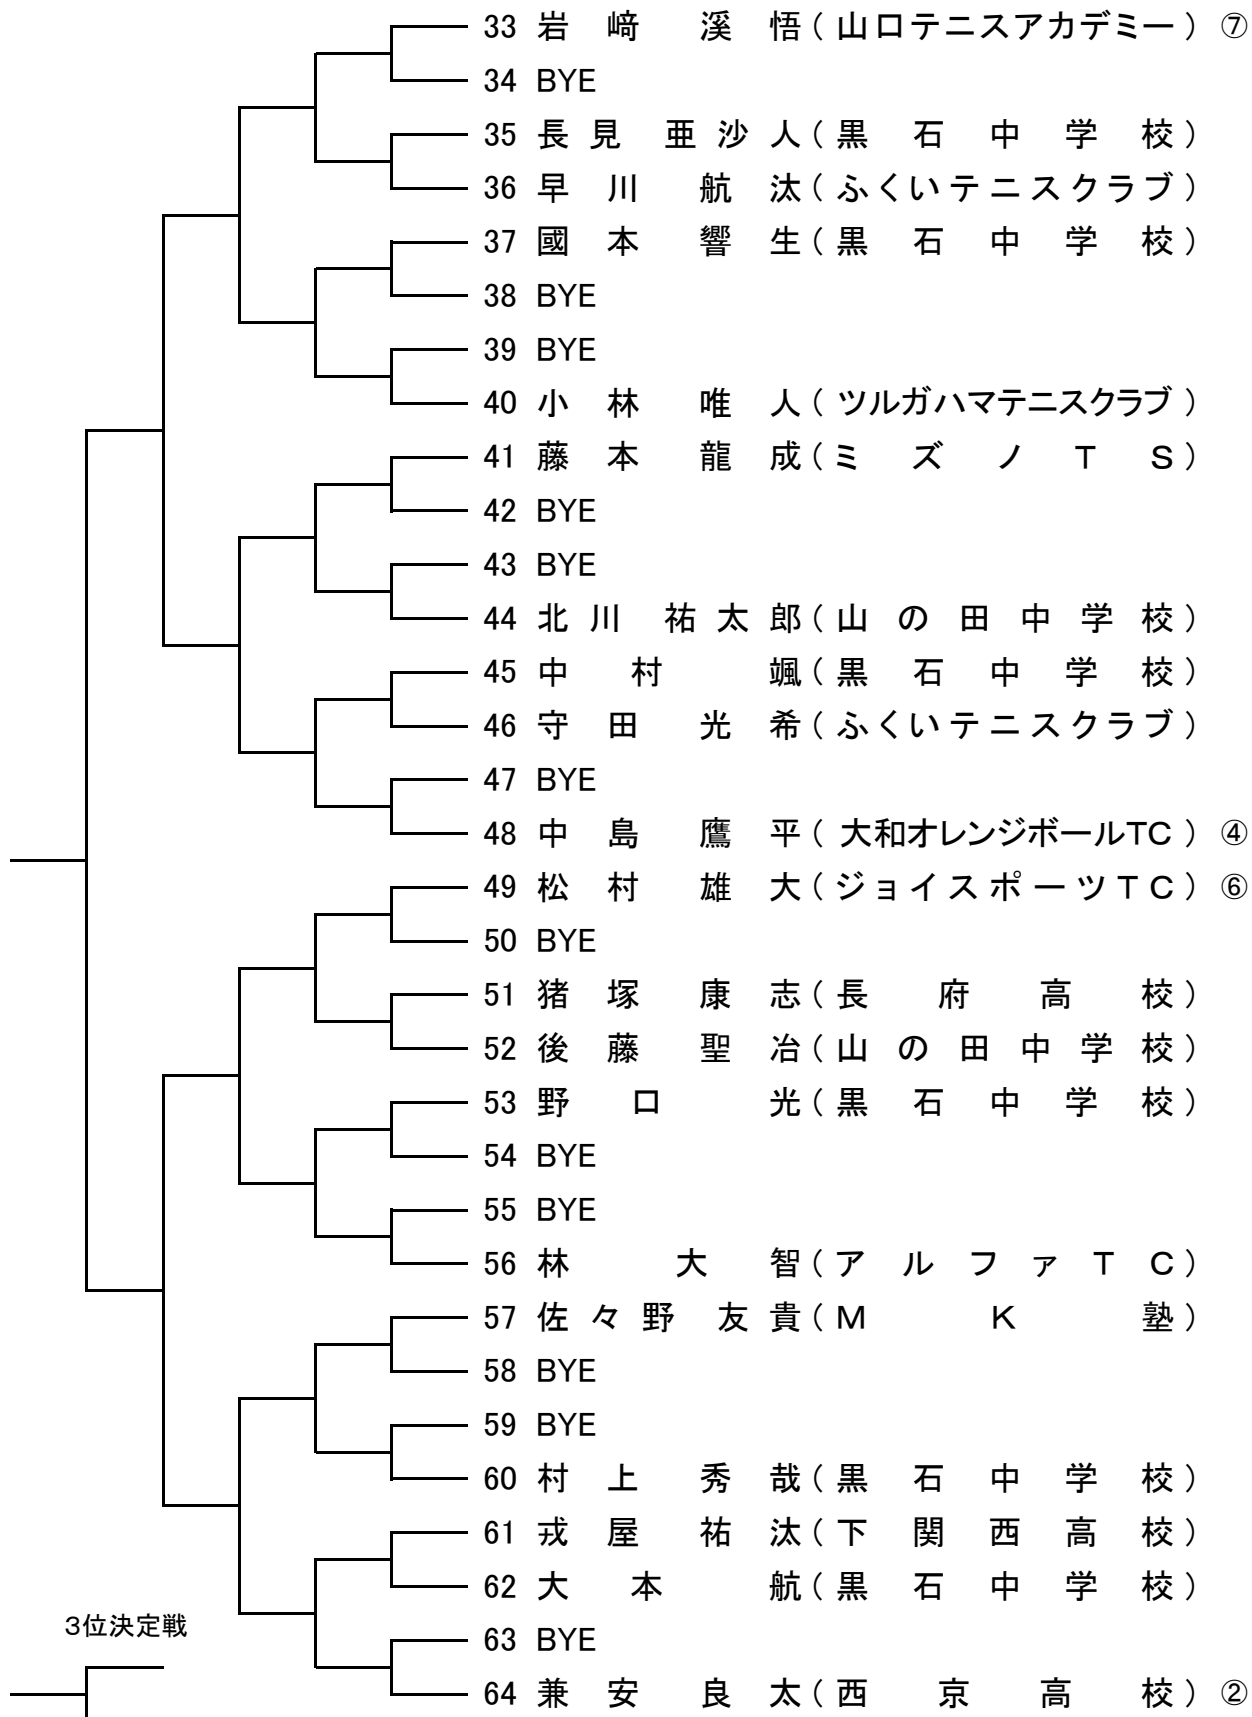 33 岩﨑 溪悟(山口テニスアカデミー) ⑦
34 BYE
35 長見 亜沙人(黒石中学校)
36 早川 航汰(ふくいテニスクラブ)
37 國本 響生(黒石中学校)
38 BYE
39 BYE
40 小林 唯人(ツルガハマテニスクラブ)
41 藤本 龍成(ミズノTS)
42 BYE
43 BYE
44 北川 祐太郎(山の田中学校)
45 中村 颯(黒石中学校)
46 守田 光希(ふくいテニスクラブ)
47 BYE
48 中島 鷹平(大和オレンジボールTC) ④
49 松村 雄大(ジョイスポーツTC) ⑥
50 BYE
51 猪塚 康志(長府高校)
52 後藤 聖冶(山の田中学校)
53 野口 光(黒石中学校)
54 BYE
55 BYE
56 林 大智(アルファTC)
57 佐々野 友貴(MK塾)
58 BYE
59 BYE
60 村上 秀哉(黒石中学校)
61 戎屋 祐汰(下関西高校)
62 大本 航(黒石中学校)
3位決定戦
63 BYE
64 兼安 良太(西京高校) ②